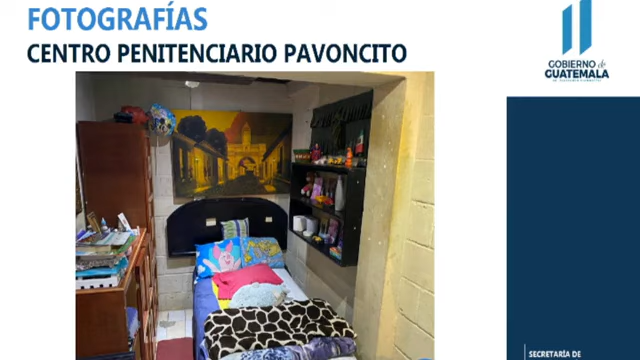 FOTOGRAFÍAS
CENTRO PENITENCIARIO PAVONCITO
GOBIERNO de
GUATEMALA
SECRETARÍA DE